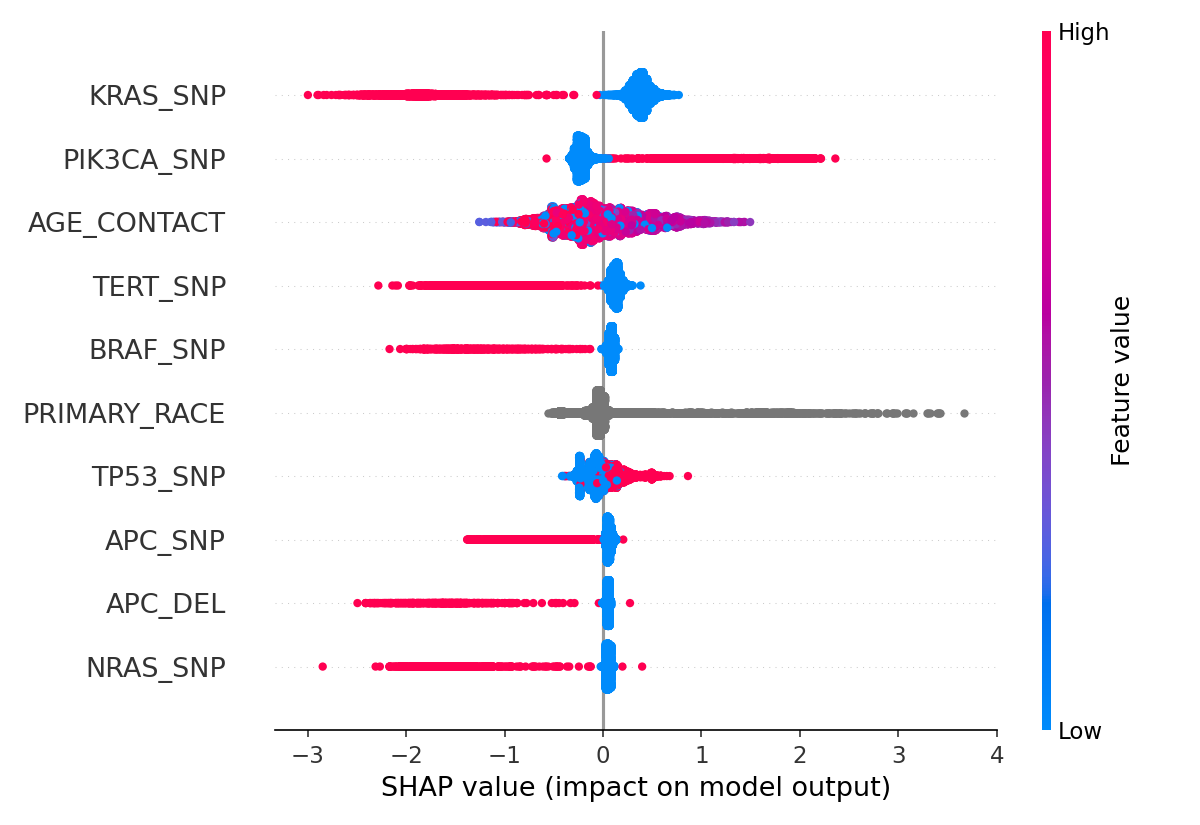 High
KRAS_SNP
PIK3CA_SNP
AGE_CONTACT
TERT_SNP
BRAF_SNP
PRIMARY_RACE
TP53_SNP
APC_SNP
APC_DEL
NRAS_SNP
Feature value
Low
−3 −2 −1 0 1 2 3 4
SHAP value (impact on model output)